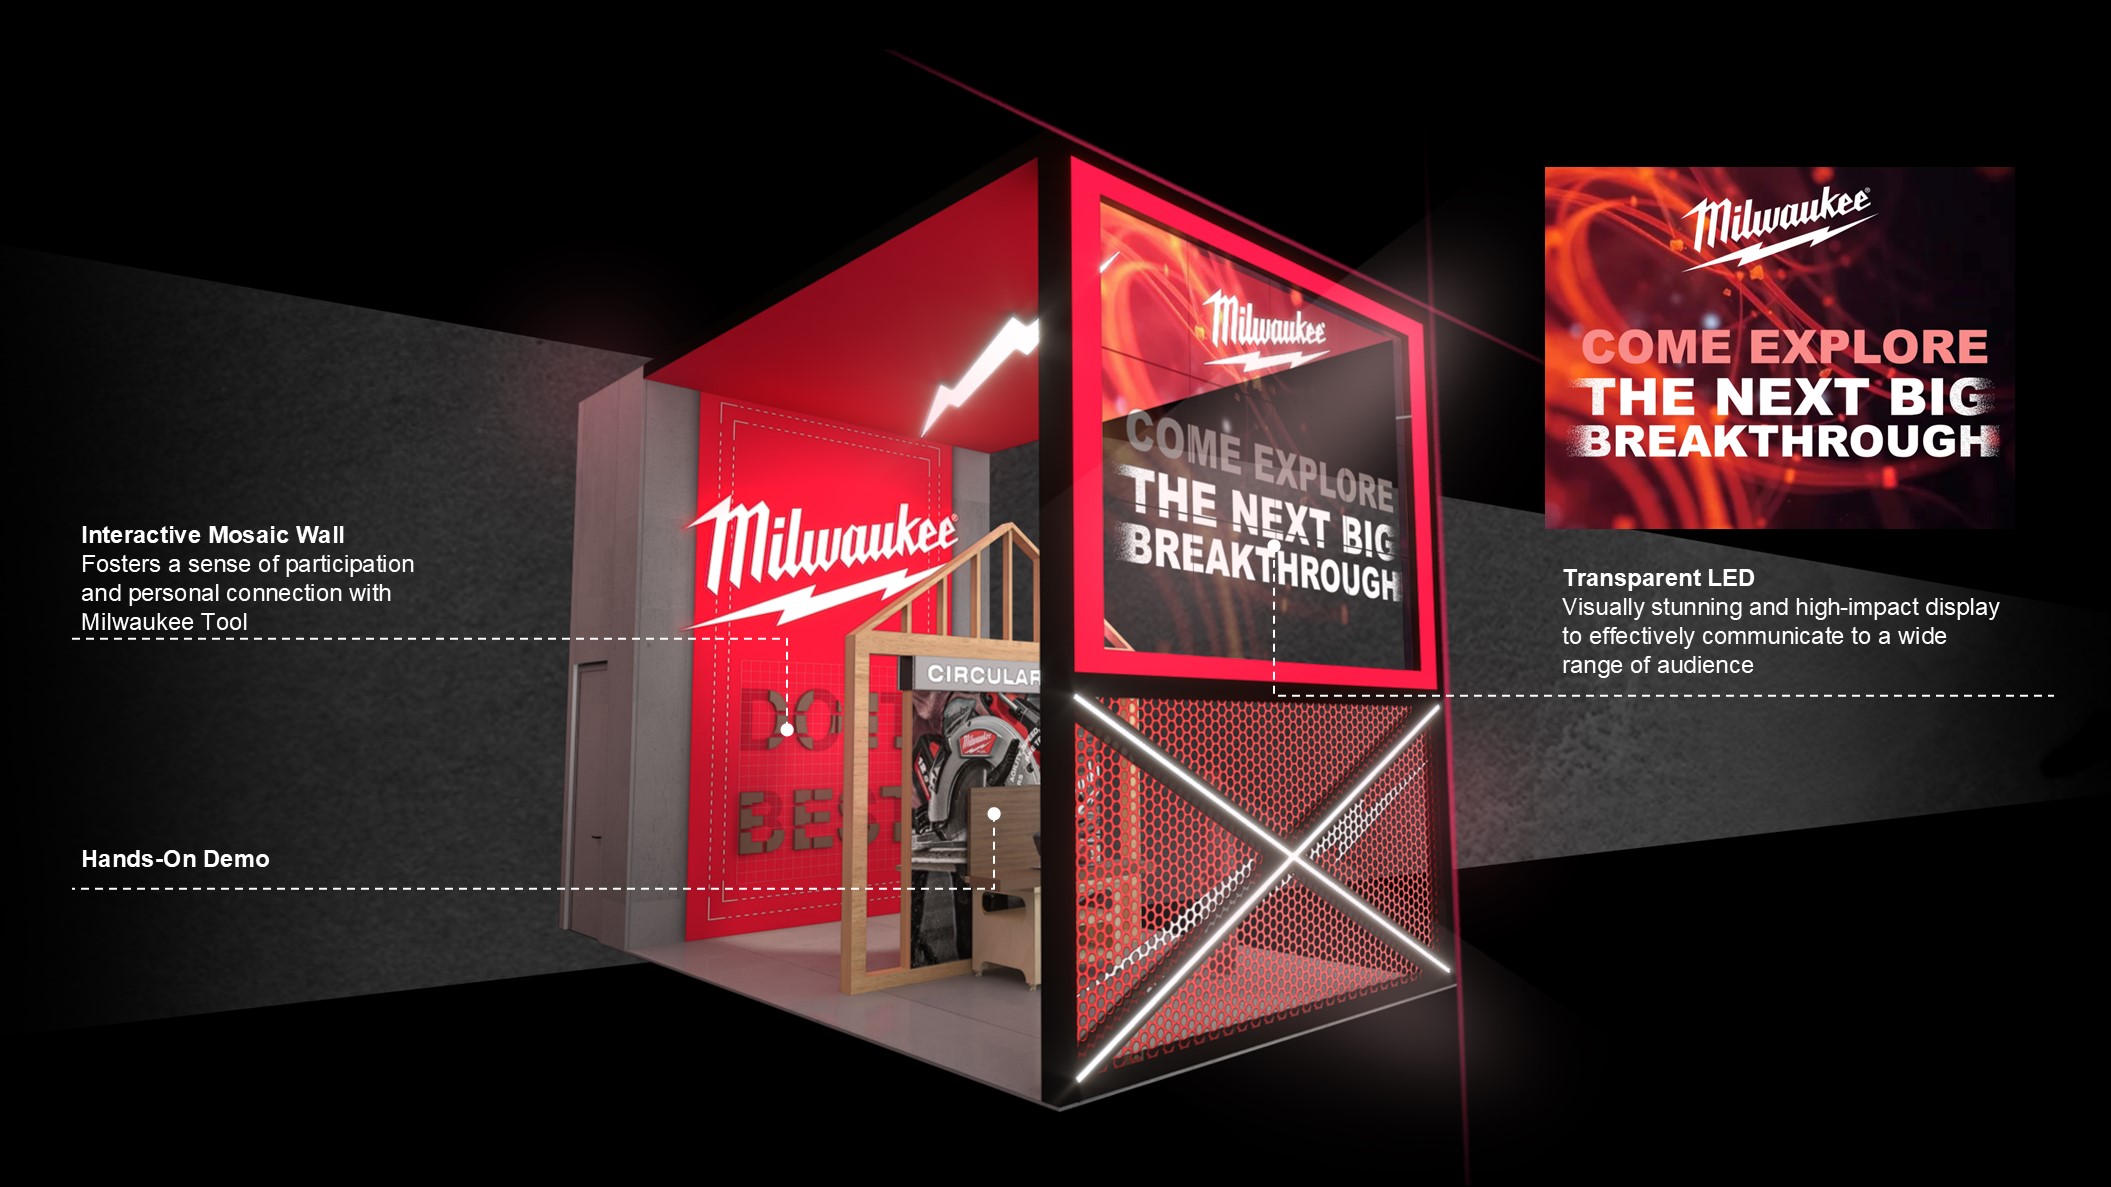 Milwaukee
COME EXPLORE
THE NEXT BIG
BREAKTHROUGH
Milwaukee
COME EXPLORE
THE NEXT BIG
BREAKTHROUGH
Milwaukee
Interactive Mosaic Wall
Fosters a sense of participation
and personal connection with
Milwaukee Tool
Transparent LED
Visually stunning and high-impact display
to effectively communicate to a wide
range of audience
CIRCULAR
Milwaukee
BEST
Hands-On Demo